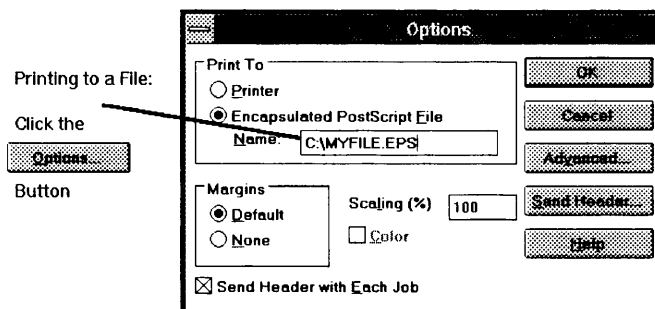 Options
Printing to a File:
Click the
Options...
Button
Print To
Printer
Encapsulated PostScript File
Name: C:\MYFILE.EPS
OK
Cancel
Advanced...
Send Header...
Help
Margins
Default
None
Scaling (%) 100
Color
Send Header with Each Job